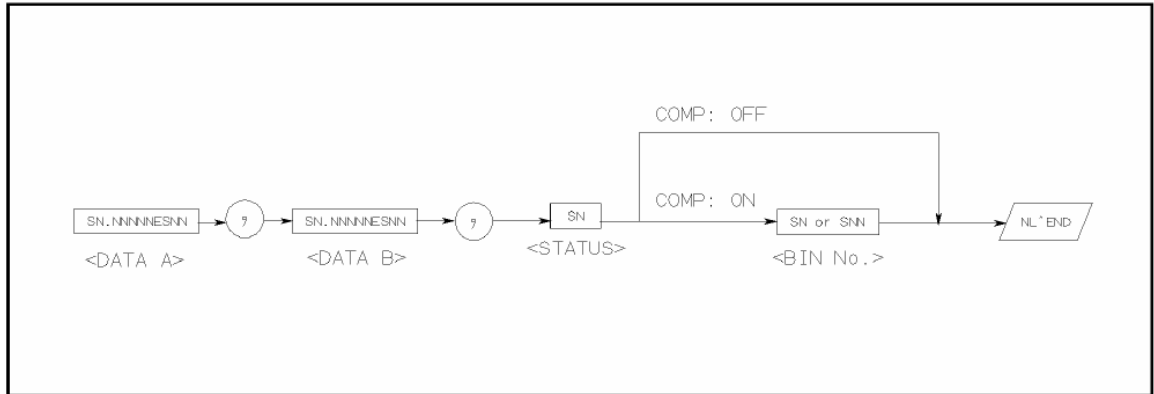 COMP: OFF
COMP: ON
SN.NNNNNESNN , SN.NNNNNESNN , SN SN or SNN NL^END
<DATA A> <DATA B> <STATUS> <BIN No.>